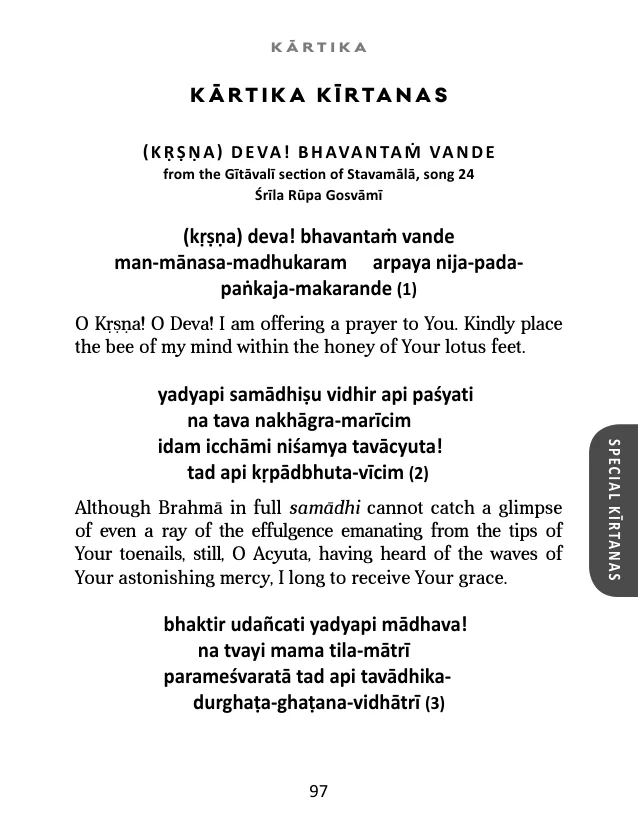 KĀRTIKA
KĀRTIKA KĪRTANAS
(KṚṢṆA) DEVA! BHAVANTAṀ VANDE
from the Gītāvalī section of Stavamālā, song 24
Śrīla Rūpa Gosvāmī
(kṛṣṇa) deva! bhavantaṁ vande
man-mānasa-madhukaram arpaya nija-pada-
paṅkaja-makarande (1)
O Kṛṣṇa! O Deva! I am offering a prayer to You. Kindly place
the bee of my mind within the honey of Your lotus feet.
yadyapi samādhiṣu vidhir api paśyati
na tava nakhāgra-marīcim
idam icchāmi niśamya tavācyuta!
tad api kṛpādbhuta-vīcim (2)
Although Brahmā in full samādhi cannot catch a glimpse
of even a ray of the effulgence emanating from the tips of
Your toenails, still, O Acyuta, having heard of the waves of
Your astonishing mercy, I long to receive Your grace.
bhaktir udañcati yadyapi mādhava!
na tvayi mama tila-mātrī
parameśvaratā tad api tavādhika-
durghaṭa-ghaṭana-vidhātrī (3)
SPECIAL KĪRTANAS
97